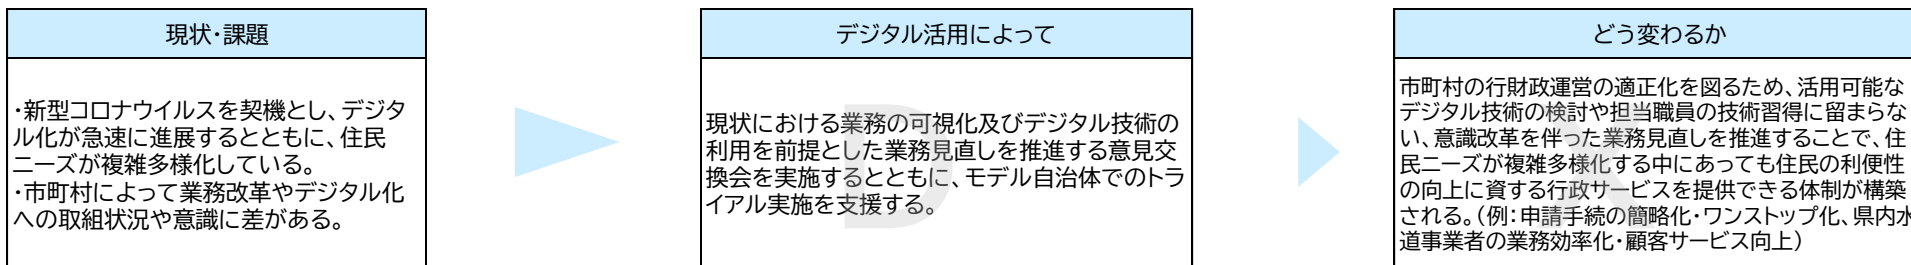 現状・課題
・新型コロナウイルスを契機とし、デジタ
ル化が急速に進展するとともに、住民
ニーズが複雑多様化している。
・市町村によって業務改革やデジタル化
への取組状況や意識に差がある。
デジタル活用によって
現状における業務の可視化及びデジタル技術の
利用を前提とした業務見直しを推進する意見交
換会を実施するとともに、モデル自治体でのトラ
イアル実施を支援する。
D
どう変わるか
市町村の行財政運営の適正化を図るため、活用可能な
デジタル技術の検討や担当職員の技術習得に留まらな
い、意識改革を伴った業務見直しを推進することで、住
民ニーズが複雑多様化する中にあっても住民の利便性
の向上に資する行政サービスを提供できる体制が構築
される。（例：申請手続の簡略化・ワンストップ化、県内水
道事業者の業務効率化・顧客サービス向上）
X